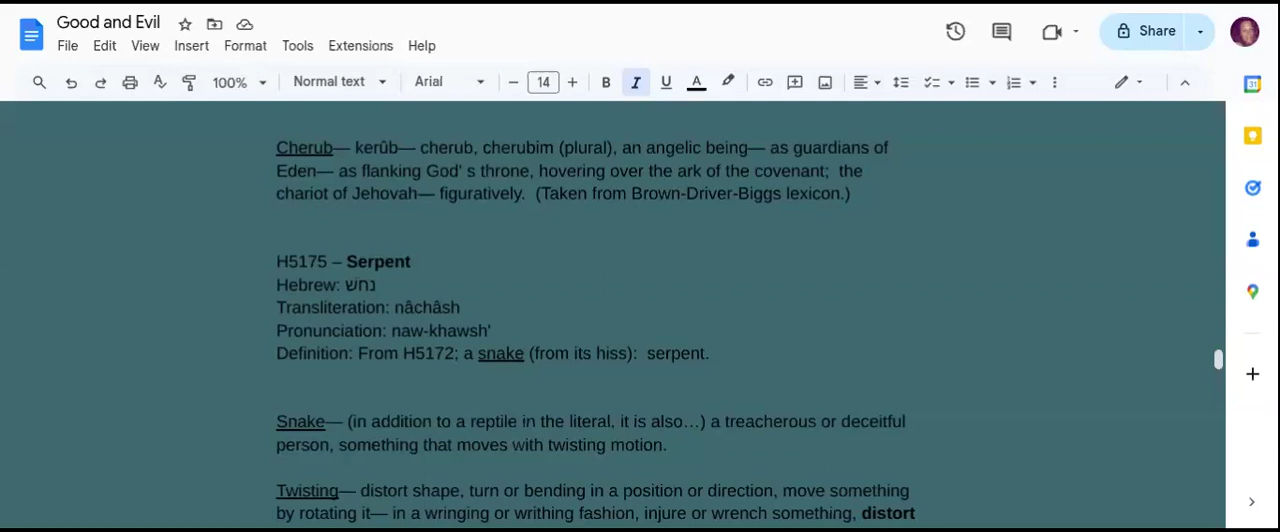 Good and Evil
File Edit View Insert Format Tools Extensions Help
Share
100% Normal text Arial 14 B I U A
31
Cherub— kerûb— cherub, cherubim (plural), an angelic being— as guardians of
Eden— as flanking God' s throne, hovering over the ark of the covenant;  the
chariot of Jehovah— figuratively.  (Taken from Brown-Driver-Biggs lexicon.)
H5175 – Serpent
Hebrew: נחשׁ
Transliteration: nâchâsh
Pronunciation: naw-khawsh'
Definition: From H5172; a snake (from its hiss):  serpent.
Snake— (in addition to a reptile in the literal, it is also…) a treacherous or deceitful
person, something that moves with twisting motion.
Twisting— distort shape, turn or bending in a position or direction, move something
by rotating it— in a wringing or writhing fashion, injure or wrench something, distort